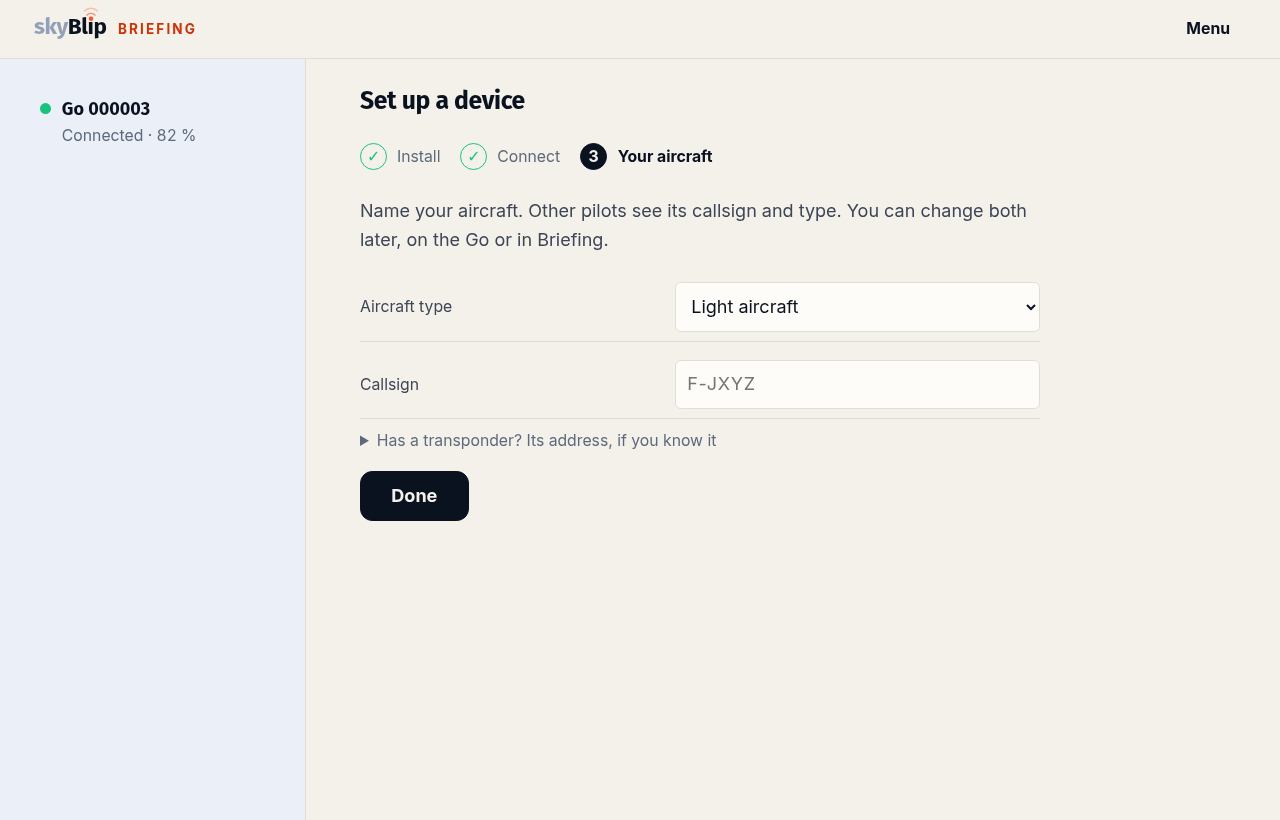 skyBlip BRIEFING
Menu
Go 000003
Connected · 82 %
Set up a device
✓ Install ✓ Connect 3 Your aircraft
Name your aircraft. Other pilots see its callsign and type. You can change both
later, on the Go or in Briefing.
Aircraft type
Light aircraft
Callsign
F-JXYZ
Has a transponder? Its address, if you know it
Done